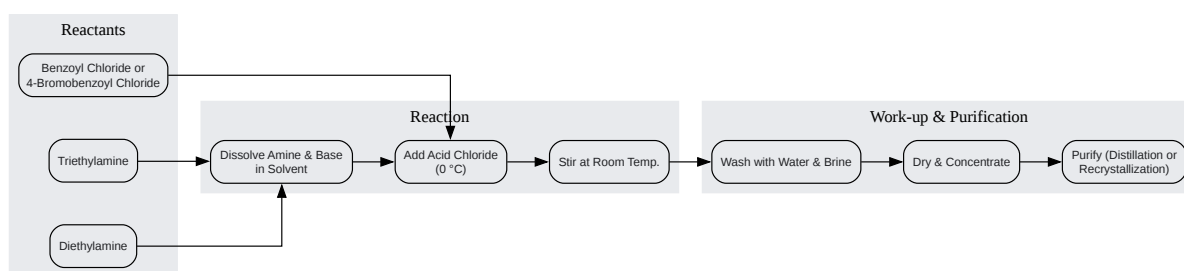 Reactants
Benzoyl Chloride or
4-Bromobenzoyl Chloride
Triethylamine
Diethylamine
Reaction
Dissolve Amine & Base
in Solvent
Add Acid Chloride
(0 °C)
Stir at Room Temp.
Work-up & Purification
Wash with Water & Brine
Dry & Concentrate
Purify (Distillation or
Recrystallization)